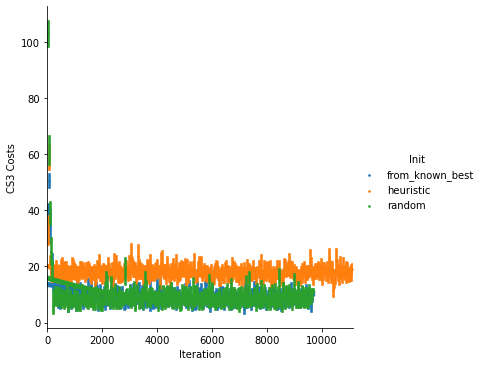 100
80
60
40
20
0
CS3 Costs
0 2000 4000 6000 8000 10000
Iteration
Init
from_known_best
heuristic
random